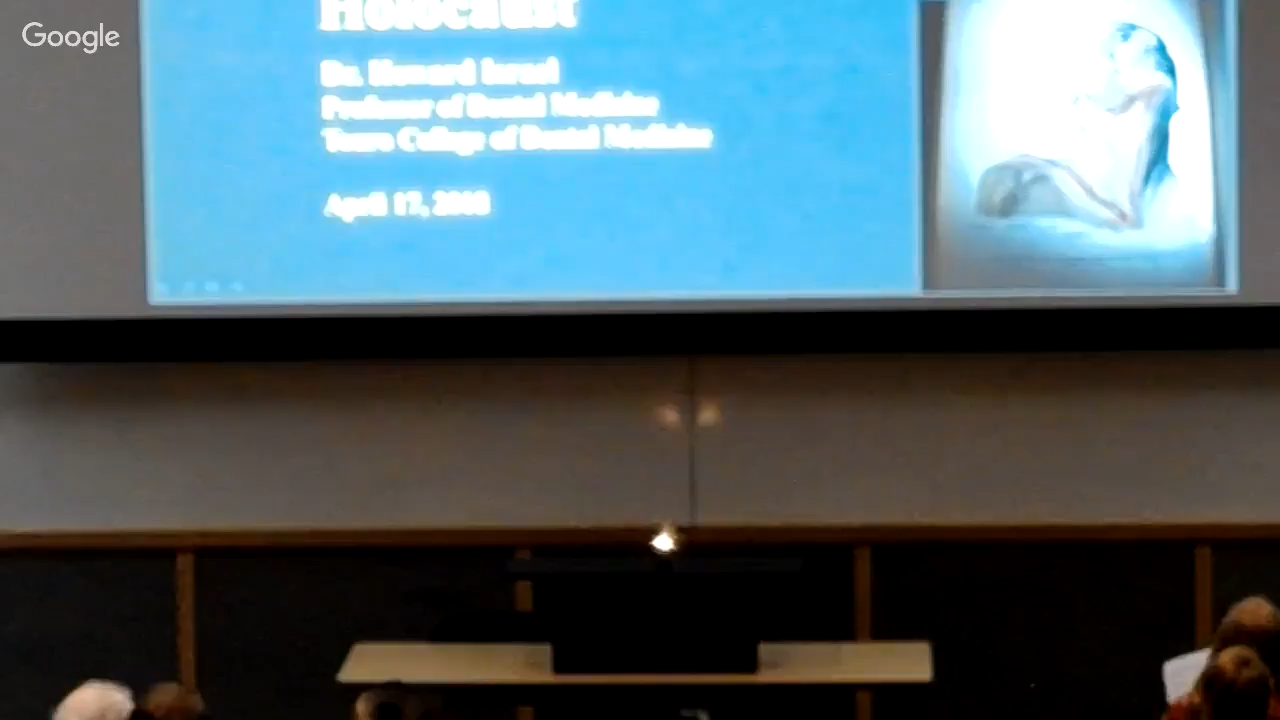 Google
Holocaust
Dr. Howard Israel
Professor of Dental Medicine
Touro College of Dental Medicine
April 17, 2018